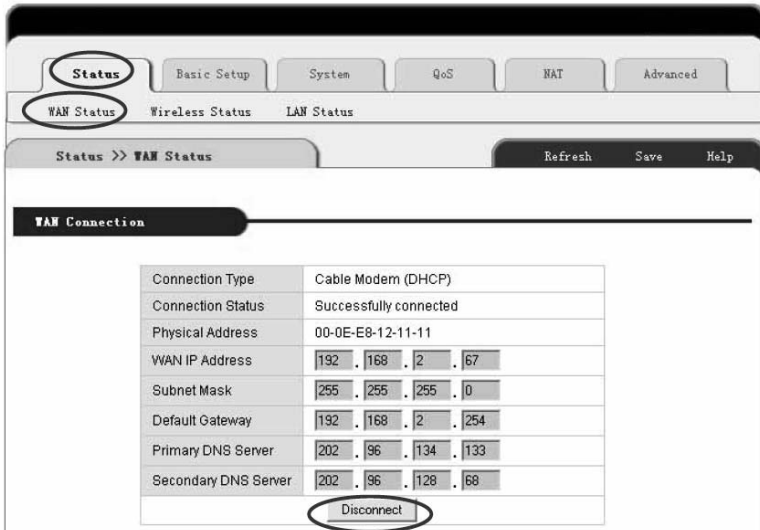 Status Basic Setup System QoS NAT Advanced
WAN Status Wireless Status LAN Status
Status >> WAN Status Refresh Save Help
WAN Connection
Connection Type Cable Modem (DHCP)
Connection Status Successfully connected
Physical Address 00-0E-E8-12-11-11
WAN IP Address 192 . 168 . 2 . 67
Subnet Mask 255 . 255 . 255 . 0
Default Gateway 192 . 168 . 2 . 254
Primary DNS Server 202 . 96 . 134 . 133
Secondary DNS Server 202 . 96 . 128 . 68
Disconnect